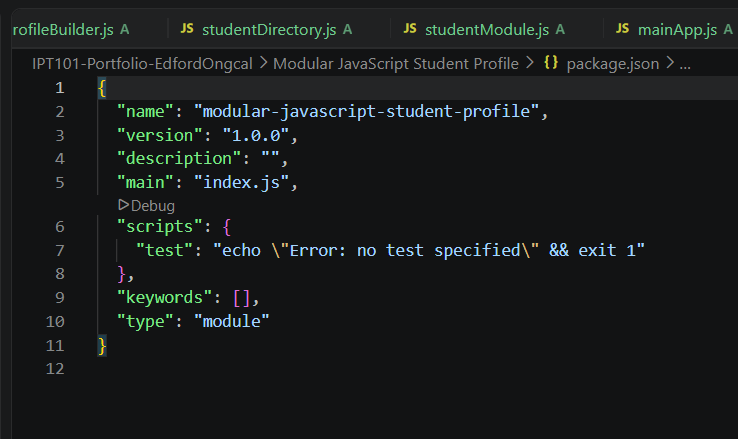 rofileBuilder.js A JS studentDirectory.js A JS studentModule.js A JS mainApp.js A
IPT101-Portfolio-EdfordOngcal > Modular JavaScript Student Profile > {} package.json > ...
1 {
2 "name": "modular-javascript-student-profile",
3 "version": "1.0.0",
4 "description": "",
5 "main": "index.js",
Debug
6 "scripts": {
7 "test": "echo \"Error: no test specified\" && exit 1"
8 },
9 "keywords": [],
10 "type": "module"
11 }
12